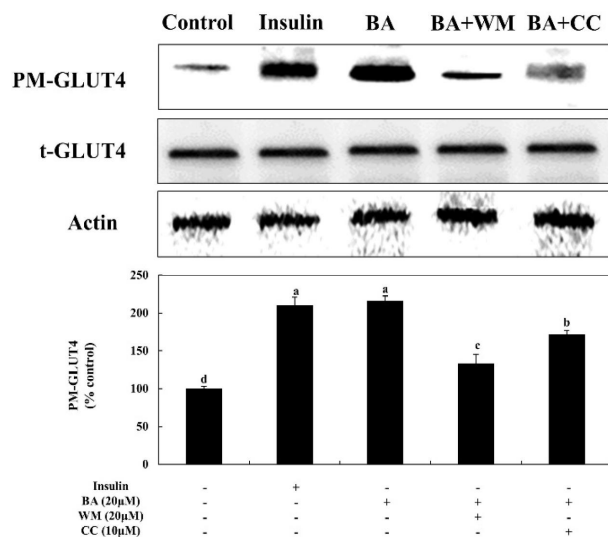 Control Insulin BA BA+WM BA+CC
PM-GLUT4
t-GLUT4
Actin
PM-GLUT4
(% control)
250
200
150
100
50
0
d a a c b
Insulin - + - - -
BA (20μM) - - + + +
WM (20μM) - - - + -
CC (10μM) - - - - +